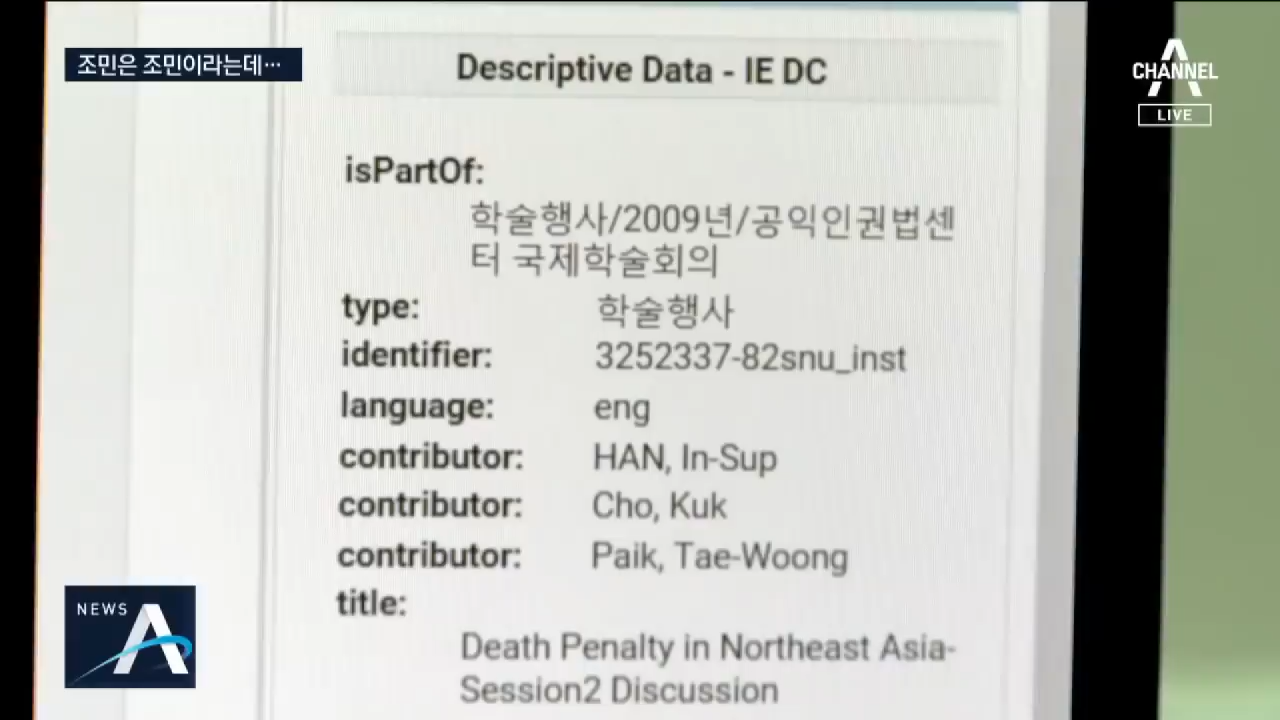 조민은 조민이라는데…
CHANNEL A
LIVE
Descriptive Data - IE DC
isPartOf:
학술행사/2009년/공익인권법센
터 국제학술회의
type: 학술행사
identifier: 3252337-82snu_inst
language: eng
contributor: HAN, In-Sup
contributor: Cho, Kuk
contributor: Paik, Tae-Woong
title:
Death Penalty in Northeast Asia-
Session2 Discussion
NEWS A